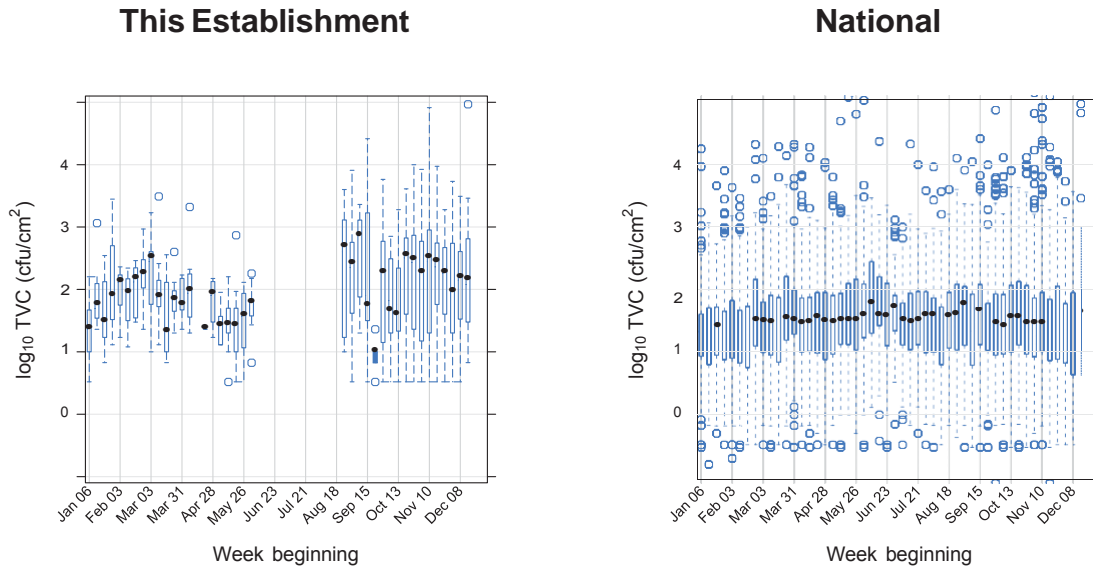 This Establishment
National
log10 TVC (cfu/cm2)
4
3
2
1
0
Jan 06
Feb 03
Mar 03
Mar 31
Apr 28
May 26
Jun 23
Jul 21
Aug 18
Sep 15
Oct 13
Nov 10
Dec 08
Week beginning
log10 TVC (cfu/cm2)
4
3
2
1
0
Jan 06
Feb 03
Mar 03
Mar 31
Apr 28
May 26
Jun 23
Jul 21
Aug 18
Sep 15
Oct 13
Nov 10
Dec 08
Week beginning